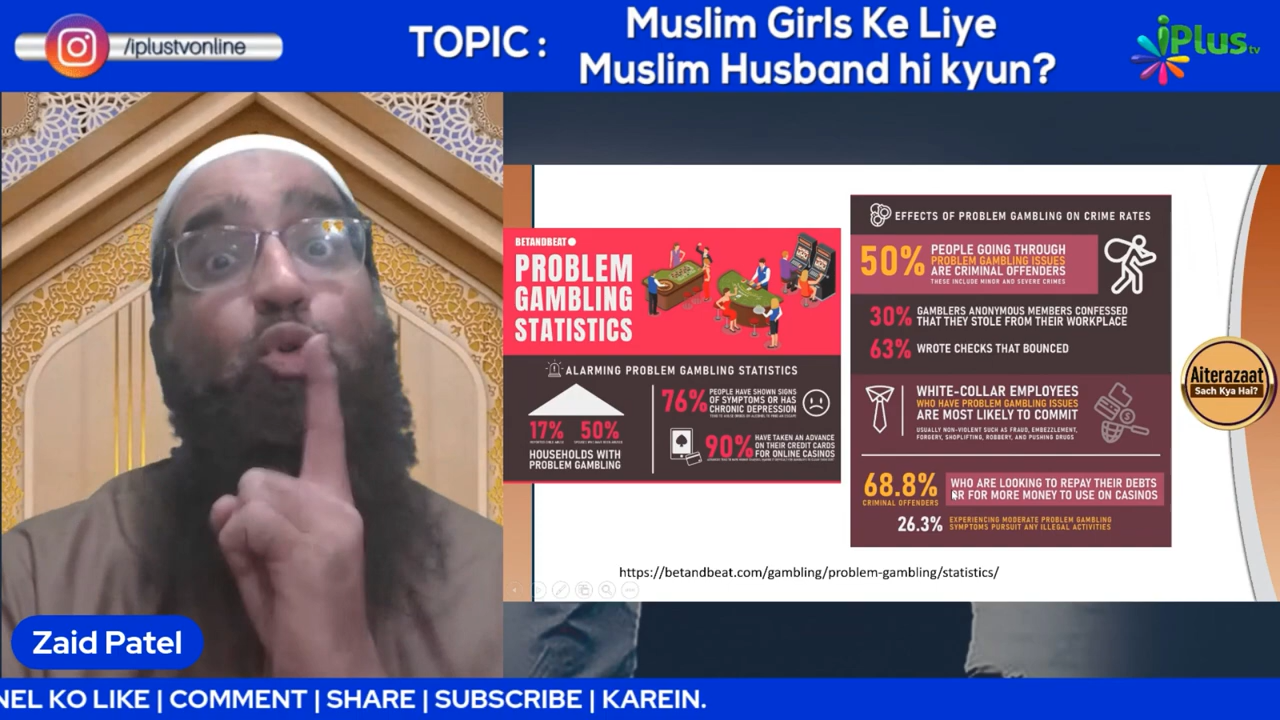 /iplustvonline
TOPIC :
Muslim Girls Ke Liye
Muslim Husband hi kyun?
iPlus tv
BETANDBEAT
PROBLEM
GAMBLING
STATISTICS
ALARMING PROBLEM GAMBLING STATISTICS
17% 50%
HOUSEHOLDS WITH
PROBLEM GAMBLING
76% PEOPLE HAVE SHOWN SIGNS
OF SYMPTOMS OR HAS
CHRONIC DEPRESSION
90% HAVE TAKEN AN ADVANCE
ON THEIR CREDIT CARDS
FOR ONLINE CASINOS
EFFECTS OF PROBLEM GAMBLING ON CRIME RATES
50% PEOPLE GOING THROUGH
PROBLEM GAMBLING ISSUES
ARE CRIMINAL OFFENDERS
THESE INCLUDE MINOR AND SEVERE CRIMES
30% GAMBLERS ANONYMOUS MEMBERS CONFESSED
THAT THEY STOLE FROM THEIR WORKPLACE
63% WROTE CHECKS THAT BOUNCED
WHITE-COLLAR EMPLOYEES
WHO HAVE PROBLEM GAMBLING ISSUES
ARE MOST LIKELY TO COMMIT
USUALLY NON-VIOLENT SUCH AS FRAUD, EMBEZZLEMENT,
FORGERY, SHOPLIFTING, ROBBERY, AND PUSHING DRUGS
68.8% WHO ARE LOOKING TO REPAY THEIR DEBTS
CRIMINAL OFFENDERS OR FOR MORE MONEY TO USE ON CASINOS
26.3% EXPERIENCING MODERATE PROBLEM GAMBLING
SYMPTOMS PURSUIT ANY ILLEGAL ACTIVITIES
https://betandbeat.com/gambling/problem-gambling/statistics/
Aiterazaat
Sach Kya Hai?
Zaid Patel
NEL KO LIKE | COMMENT | SHARE | SUBSCRIBE | KAREIN.